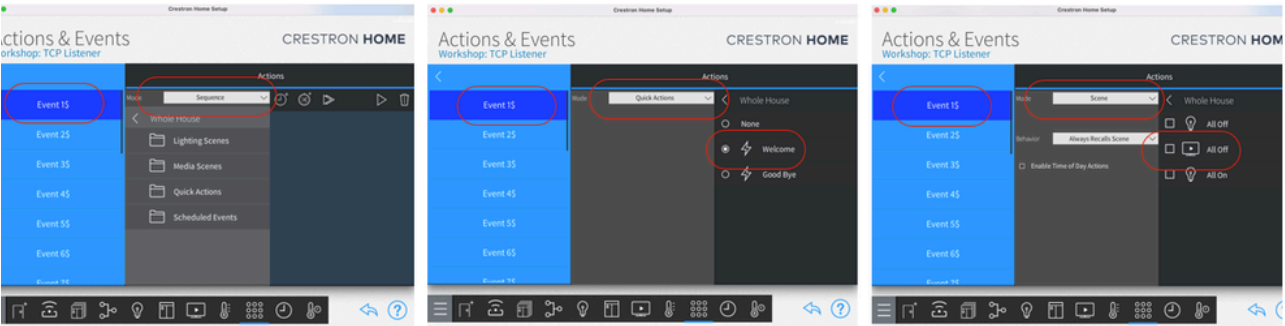 Crestron Home Setup
Actions & Events
Workshop: TCP Listener
CRESTRON HOME
Actions
Event 1$
Event 2$
Event 3$
Event 4$
Event 5$
Event 6$
Mode
Sequence
Whole House
Lighting Scenes
Media Scenes
Quick Actions
Scheduled Events
Crestron Home Setup
Actions & Events
Workshop: TCP Listener
CRESTRON HOME
Actions
Event 1$
Event 2$
Event 3$
Event 4$
Event 5$
Event 6$
Event 7$
Mode
Quick Actions
Whole House
None
Welcome
Good Bye
Crestron Home Setup
Actions & Events
Workshop: TCP Listener
CRESTRON HOM
Actions
Event 1$
Event 2$
Event 3$
Event 4$
Event 5$
Event 6$
Event 7$
Mode
Scene
Behavior
Always Recalls Scene
Enable Time of Day Actions
Whole House
All Off
All Off
All On